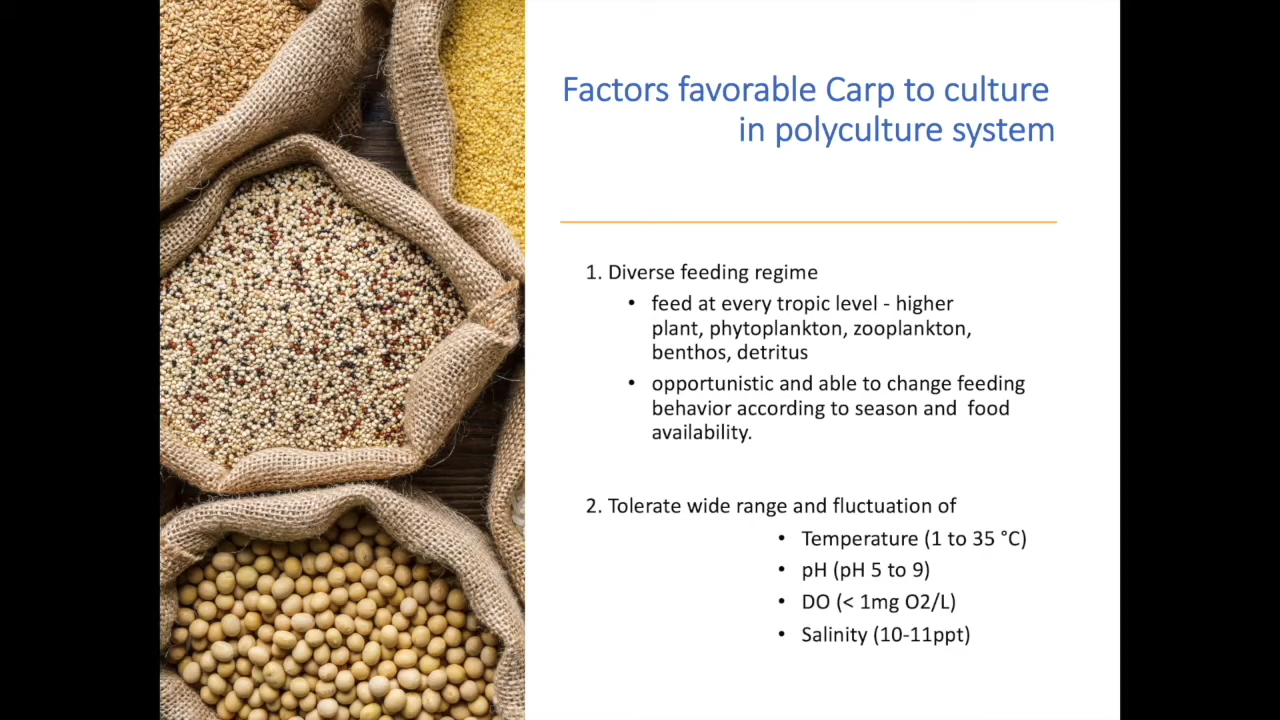 Factors favorable Carp to culture
in polyculture system
1. Diverse feeding regime
• feed at every tropic level - higher
plant, phytoplankton, zooplankton,
benthos, detritus
• opportunistic and able to change feeding
behavior according to season and  food
availability.
2. Tolerate wide range and fluctuation of
• Temperature (1 to 35 °C)
• pH (pH 5 to 9)
• DO (< 1mg O2/L)
• Salinity (10-11ppt)